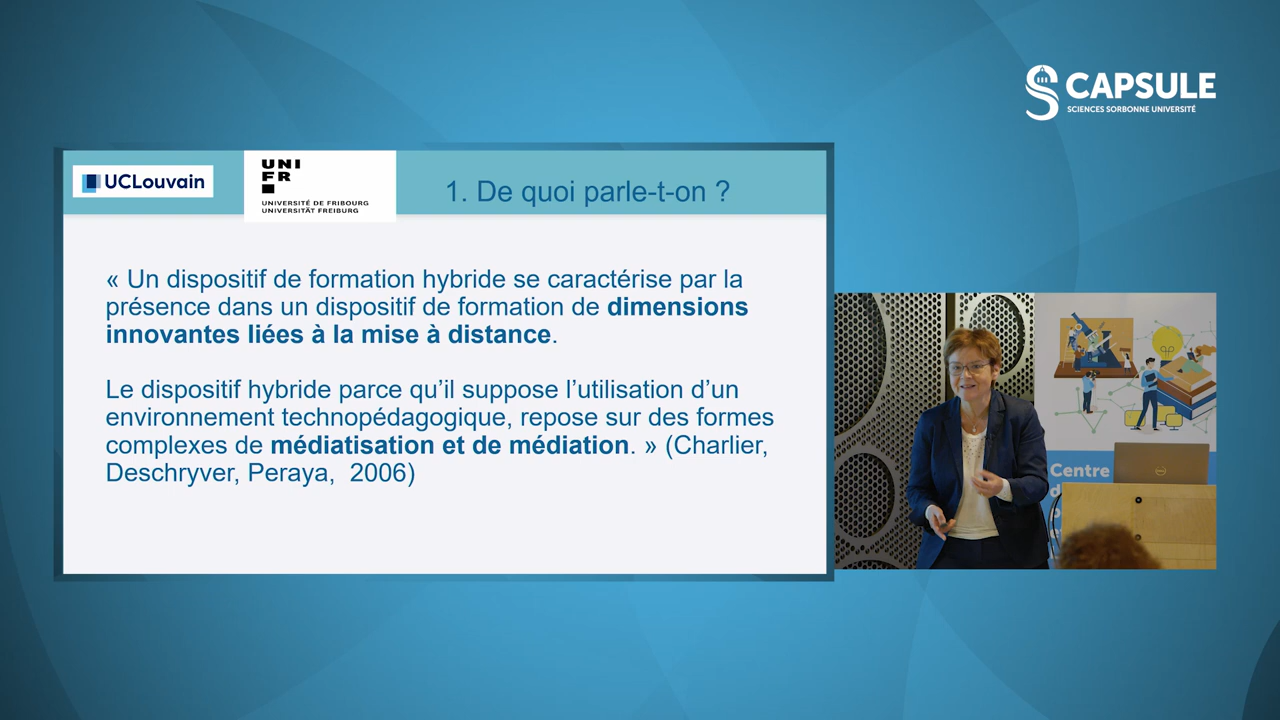 CAPSULE
SCIENCES SORBONNE UNIVERSITÉ
UCLouvain
UNI
FR
UNIVERSITÉ DE FRIBOURG
UNIVERSITÄT FREIBURG
1. De quoi parle-t-on ?
« Un dispositif de formation hybride se caractérise par la
présence dans un dispositif de formation de dimensions
innovantes liées à la mise à distance.
Le dispositif hybride parce qu’il suppose l’utilisation d’un
environnement technopédagogique, repose sur des formes
complexes de médiatisation et de médiation. » (Charlier,
Deschryver, Peraya, 2006)
Centre